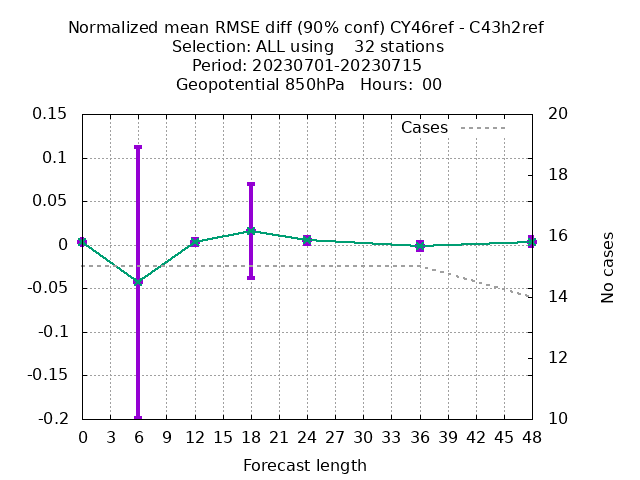 Normalized mean RMSE diff (90% conf) CY46ref - C43h2ref
Selection: ALL using    32 stations
Period: 20230701-20230715
Geopotential 850hPa   Hours:  00
Cases
0.15
0.1
0.05
0
-0.05
-0.1
-0.15
-0.2
20
18
16
14
12
10
No cases
0 3 6 9 12 15 18 21 24 27 30 33 36 39 42 45 48
Forecast length